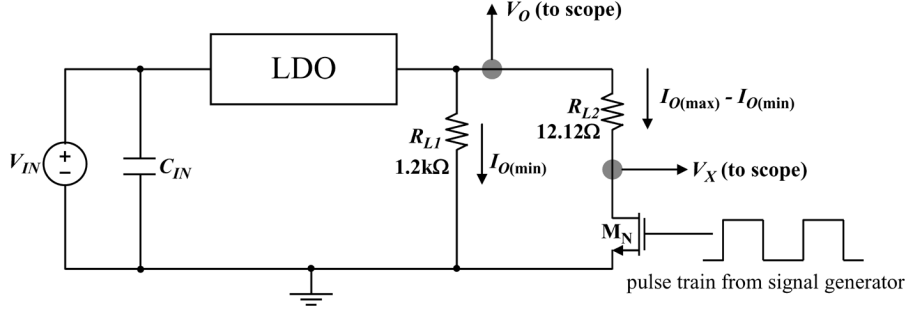 V_O (to scope)
LDO
R_L2
12.12Ω
I_O(max) - I_O(min)
R_L1
1.2kΩ
I_O(min)
V_IN
+
−
C_IN
V_X (to scope)
M_N
pulse train from signal generator